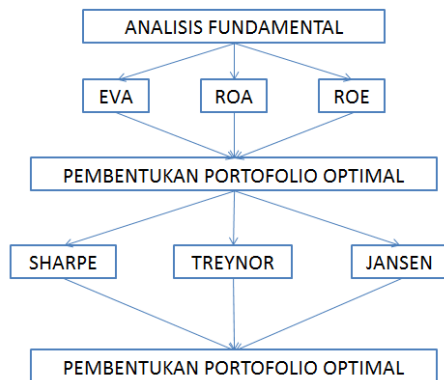 ANALISIS FUNDAMENTAL
EVA ROA ROE
PEMBENTUKAN PORTOFOLIO OPTIMAL
SHARPE TREYNOR JANSEN
PEMBENTUKAN PORTOFOLIO OPTIMAL